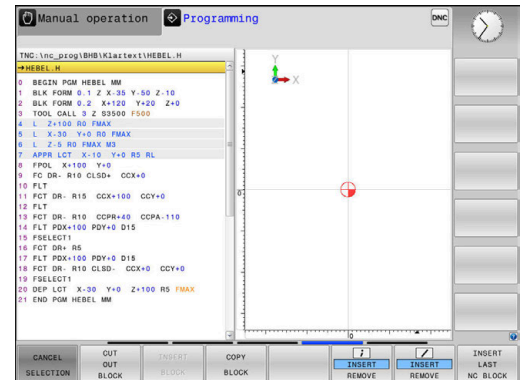 Manual operation
Programming
DNC
TNC:\nc_prog\BHB\Klartext\HEBEL.H
→HEBEL.H
0 BEGIN PGM HEBEL MM
1 BLK FORM 0.1 Z X-35 Y-50 Z-10
2 BLK FORM 0.2 X+120 Y+20 Z+0
3 TOOL CALL 3 Z S3500 F500
4 L Z+100 R0 FMAX
5 L X-30 Y+0 R0 FMAX
6 L Z-5 R0 FMAX M3
7 APPR LCT X-10 Y+0 R5 RL
8 FPOL X+100 Y+0
9 FC DR- R10 CLSD+ CCX+0
10 FLT
11 FCT DR- R15 CCX+100 CCY+0
12 FLT
13 FCT DR- R10 CCPR+40 CCPA-110
14 FLT PDX+100 PDY+0 D15
15 FSELECT1
16 FCT DR+ R5
17 FLT PDX+100 PDY+0 D15
18 FCT DR- R10 CLSD- CCX+0 CCY+0
19 FSELECT1
20 DEP LCT X-30 Y+0 Z+100 R5 FMAX
21 END PGM HEBEL MM
Y
X
0
0
CANCEL SELECTION
CUT OUT BLOCK
INSERT BLOCK
COPY BLOCK
INSERT REMOVE
INSERT REMOVE
INSERT LAST NC BLOCK